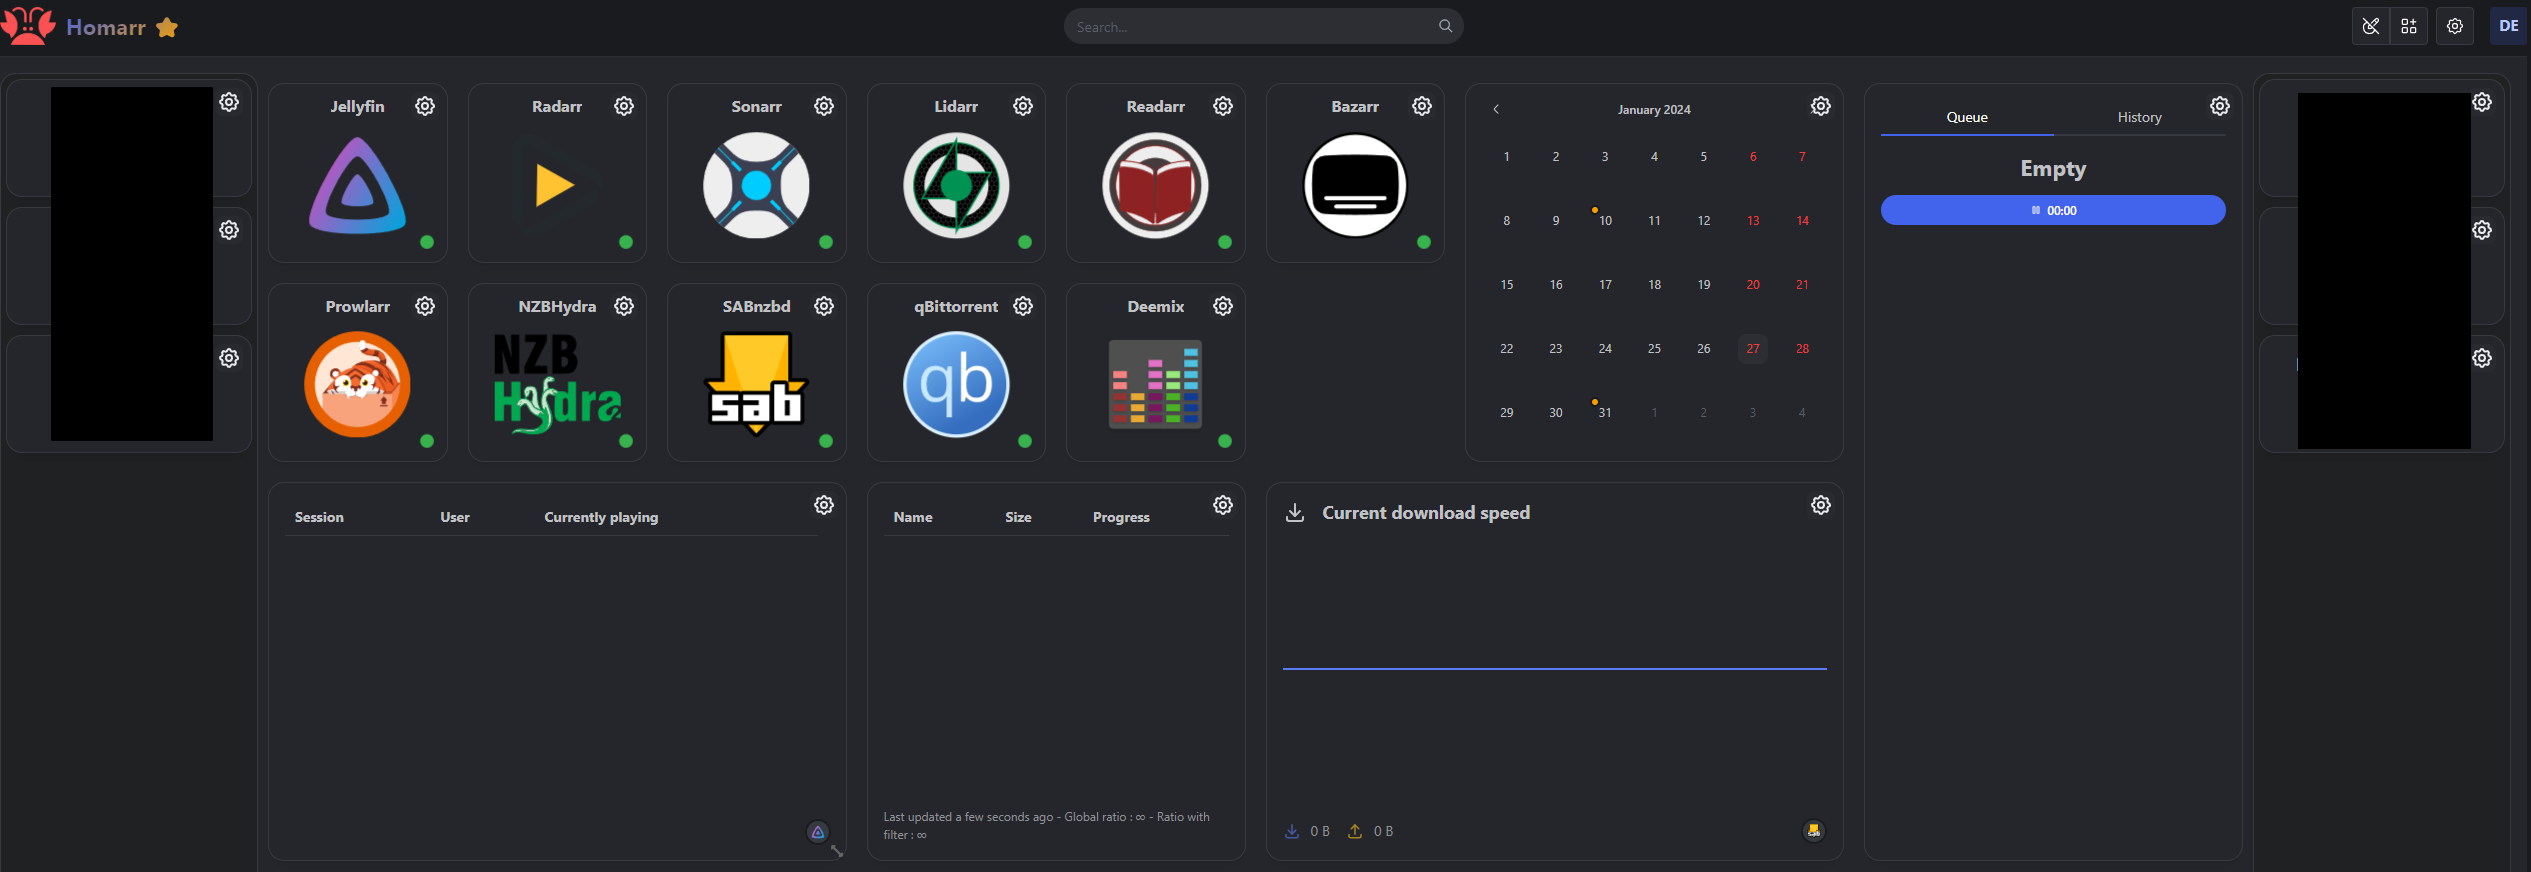 Homarr
Search...
DE
Jellyfin
Radarr
Sonarr
Lidarr
Readarr
Bazarr
Prowlarr
NZBHydra
NZB
Hydra
SABnzbd
sab
qBittorrent
qb
Deemix
January 2024
1 2 3 4 5 6 7
8 9 10 11 12 13 14
15 16 17 18 19 20 21
22 23 24 25 26 27 28
29 30 31 1 2 3 4
Queue History
Empty
00:00
Session User Currently playing
Name Size Progress
Last updated a few seconds ago - Global ratio : ∞ - Ratio with
filter : ∞
Current download speed
0 B 0 B
sab